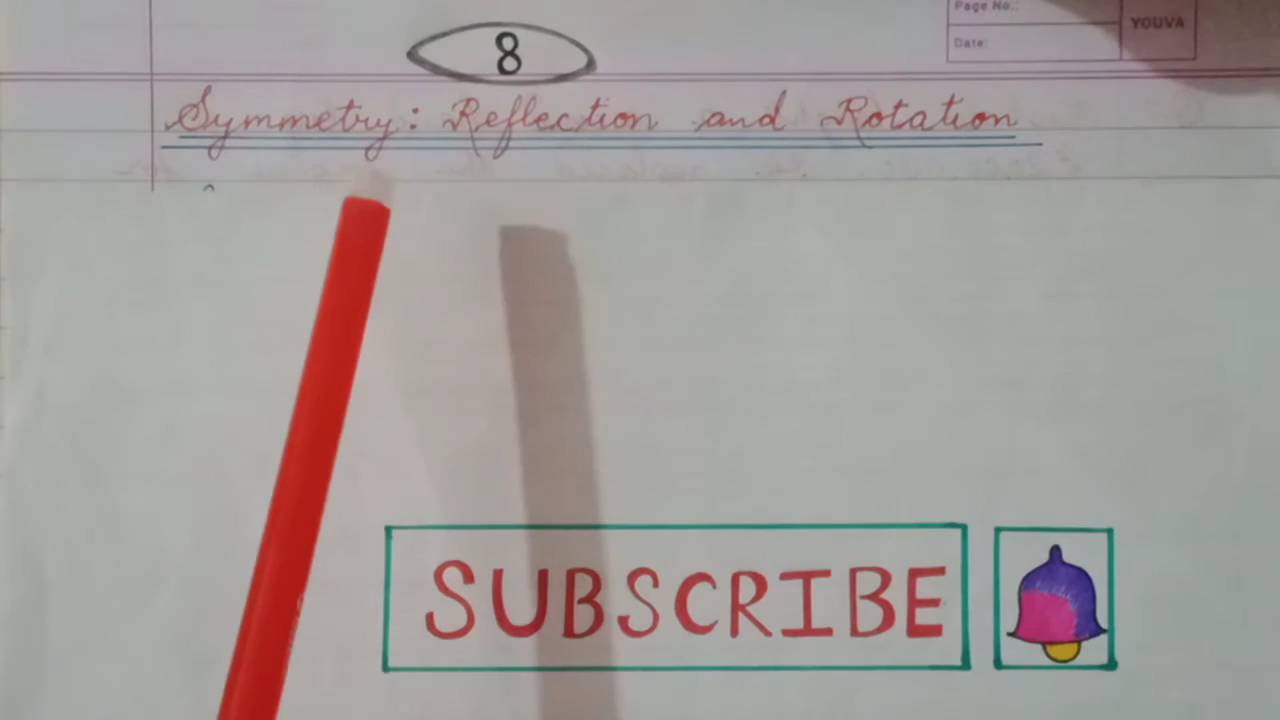 8
Page No.:
Date:
YOUVA
Symmetry: Reflection and Rotation
SUBSCRIBE